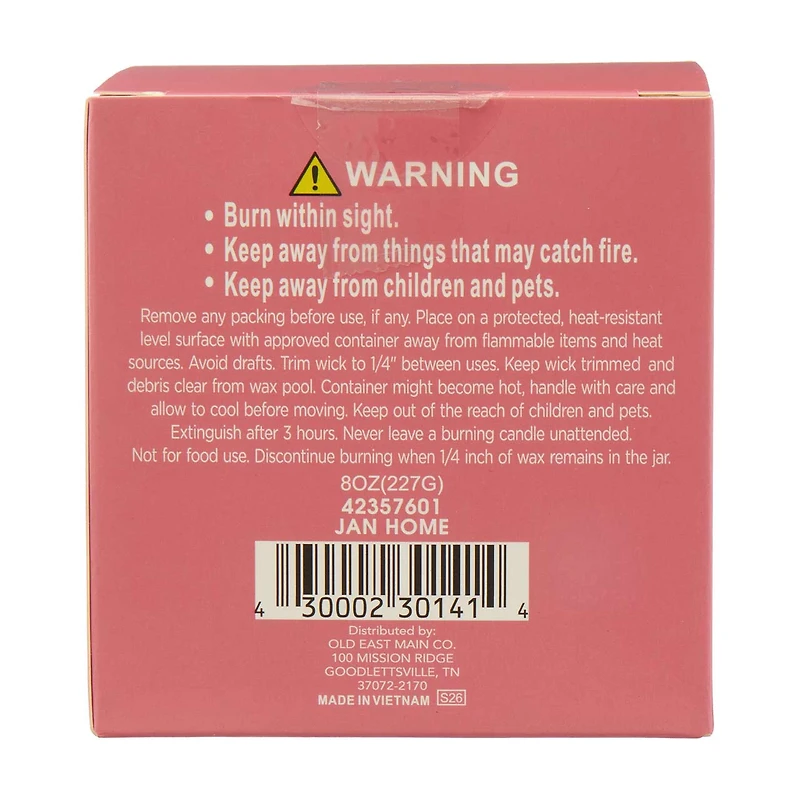 WARNING
• Burn within sight.
• Keep away from things that may catch fire.
• Keep away from children and pets.
Remove any packing before use, if any. Place on a protected, heat-resistant
level surface with approved container away from flammable items and heat
sources. Avoid drafts. Trim wick to 1/4" between uses. Keep wick trimmed and
debris clear from wax pool. Container might become hot, handle with care and
allow to cool before moving. Keep out of the reach of children and pets.
Extinguish after 3 hours. Never leave a burning candle unattended.
Not for food use. Discontinue burning when 1/4 inch of wax remains in the jar.
8OZ(227G)
42357601
JAN HOME
4 30002 30141 4
Distributed by:
OLD EAST MAIN CO.
100 MISSION RIDGE
GOODLETTSVILLE, TN
37072-2170
MADE IN VIETNAM S26